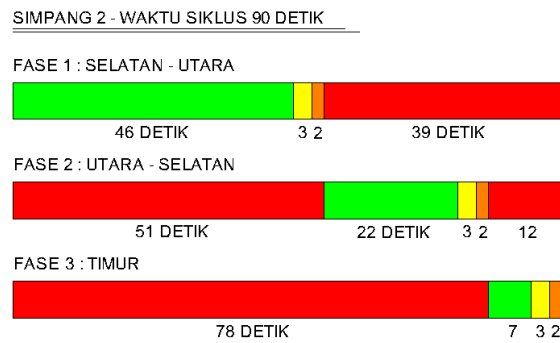 SIMPANG 2 - WAKTU SIKLUS 90 DETIK
FASE 1 : SELATAN - UTARA
46 DETIK 3 2 39 DETIK
FASE 2 : UTARA - SELATAN
51 DETIK 22 DETIK 3 2 12
FASE 3 : TIMUR
78 DETIK 7 3 2